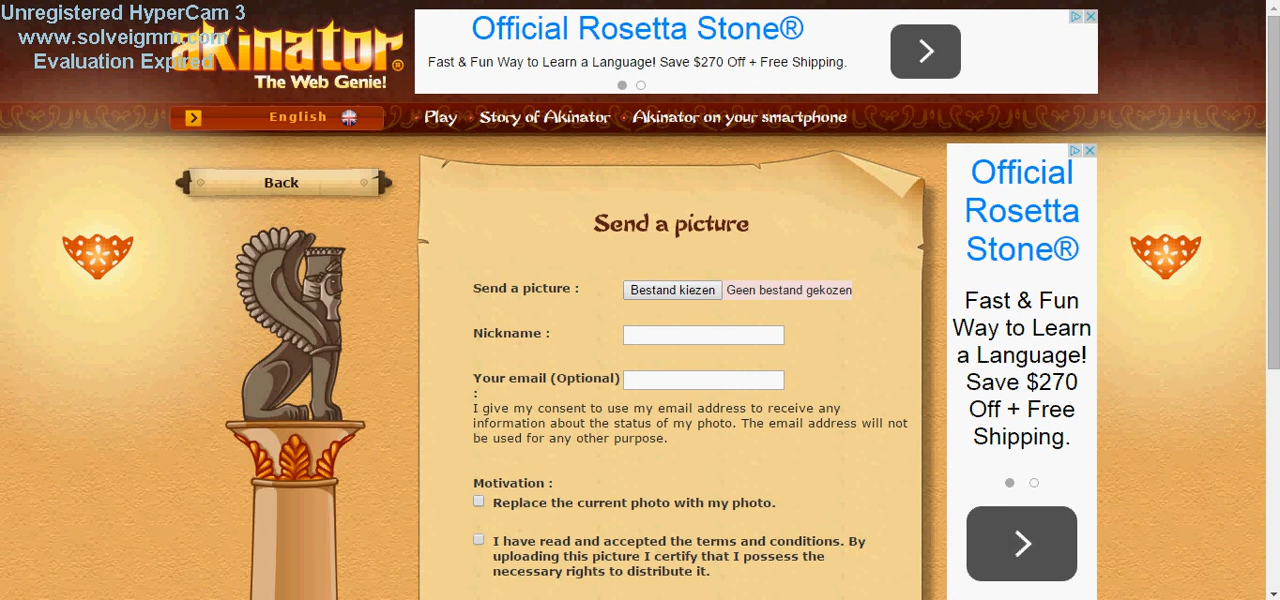 Unregistered HyperCam 3
www.solveigmm.com
Evaluation Expired
akinator®
The Web Genie!
Official Rosetta Stone®
Fast & Fun Way to Learn a Language! Save $270 Off + Free Shipping.
English
Play
Story of Akinator
Akinator on your smartphone
Back
Send a picture
Send a picture :
Bestand kiezen Geen bestand gekozen
Nickname :
Your email (Optional)
:
I give my consent to use my email address to receive any
information about the status of my photo. The email address will not
be used for any other purpose.
Motivation :
Replace the current photo with my photo.
I have read and accepted the terms and conditions. By
uploading this picture I certify that I possess the
necessary rights to distribute it.
Official
Rosetta
Stone®
Fast & Fun
Way to Learn
a Language!
Save $270
Off + Free
Shipping.